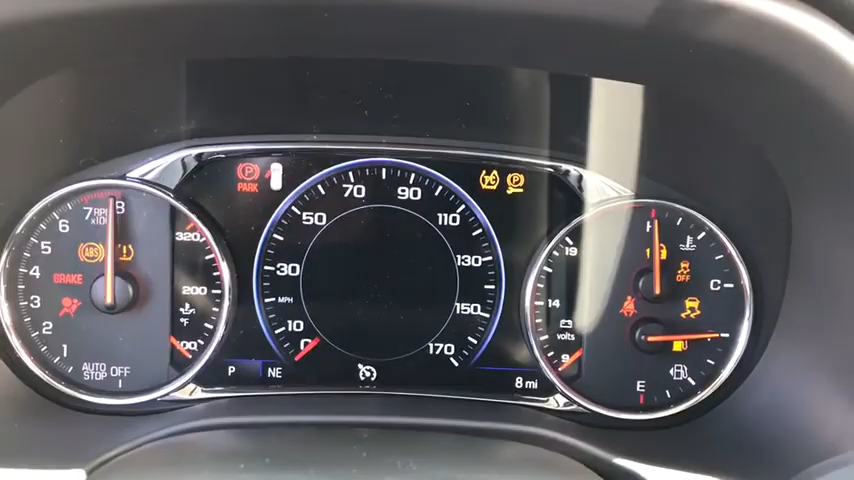 PARK
7 RPM 8
x1000
6
5
4
3
2
1
ABS
BRAKE
AUTO
STOP OFF
320
200
P NE
10
30
50
70
90
110
130
150
170
0
MPH
8 mi
19
14
9
volts
H
C
OFF
E